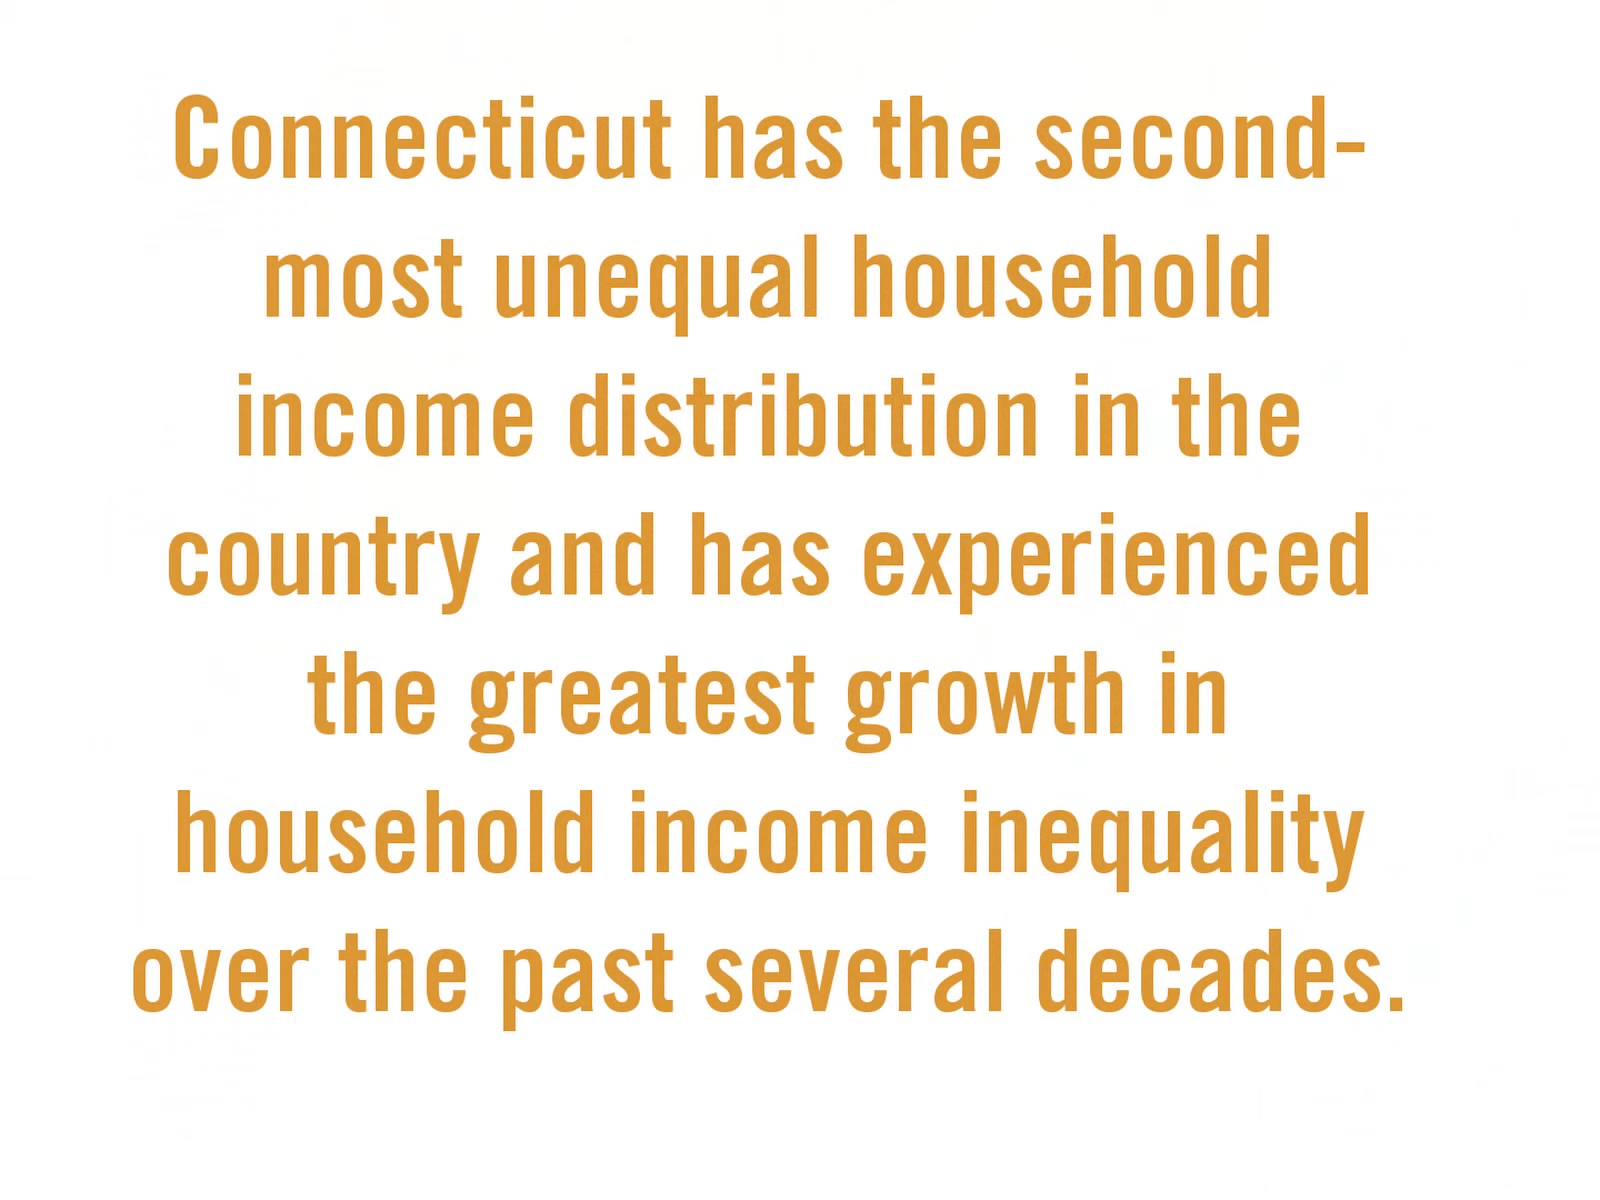 Connecticut has the second-
most unequal household
income distribution in the
country and has experienced
the greatest growth in
household income inequality
over the past several decades.